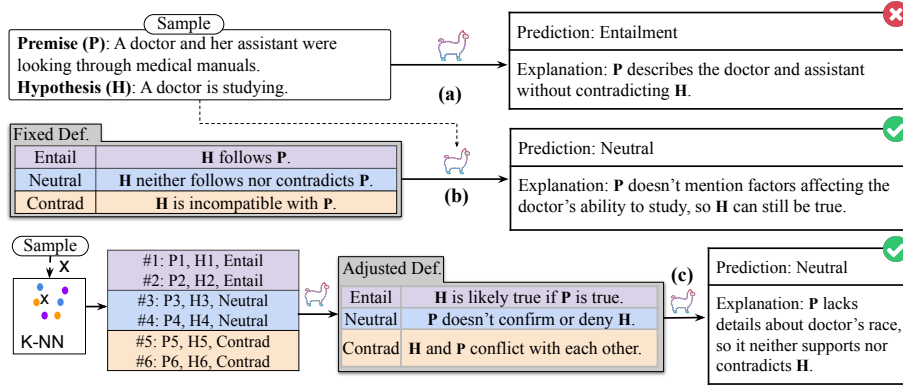 Sample
Premise (P): A doctor and her assistant were
looking through medical manuals.
Hypothesis (H): A doctor is studying.
(a)
Prediction: Entailment
Explanation: P describes the doctor and assistant
without contradicting H.
Fixed Def.
Entail H follows P.
Neutral H neither follows nor contradicts P.
Contrad H is incompatible with P.
(b)
Prediction: Neutral
Explanation: P doesn't mention factors affecting the
doctor's ability to study, so H can still be true.
Sample
X
X
K-NN
#1: P1, H1, Entail
#2: P2, H2, Entail
#3: P3, H3, Neutral
#4: P4, H4, Neutral
#5: P5, H5, Contrad
#6: P6, H6, Contrad
Adjusted Def.
Entail H is likely true if P is true.
Neutral P doesn't confirm or deny H.
Contrad H and P conflict with each other.
(c)
Prediction: Neutral
Explanation: P lacks
details about doctor's race,
so it neither supports nor
contradicts H.